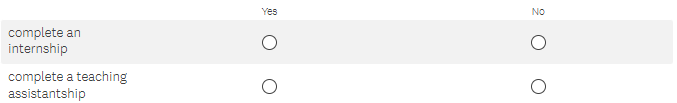 Yes No
complete an
internship
complete a teaching
assistantship